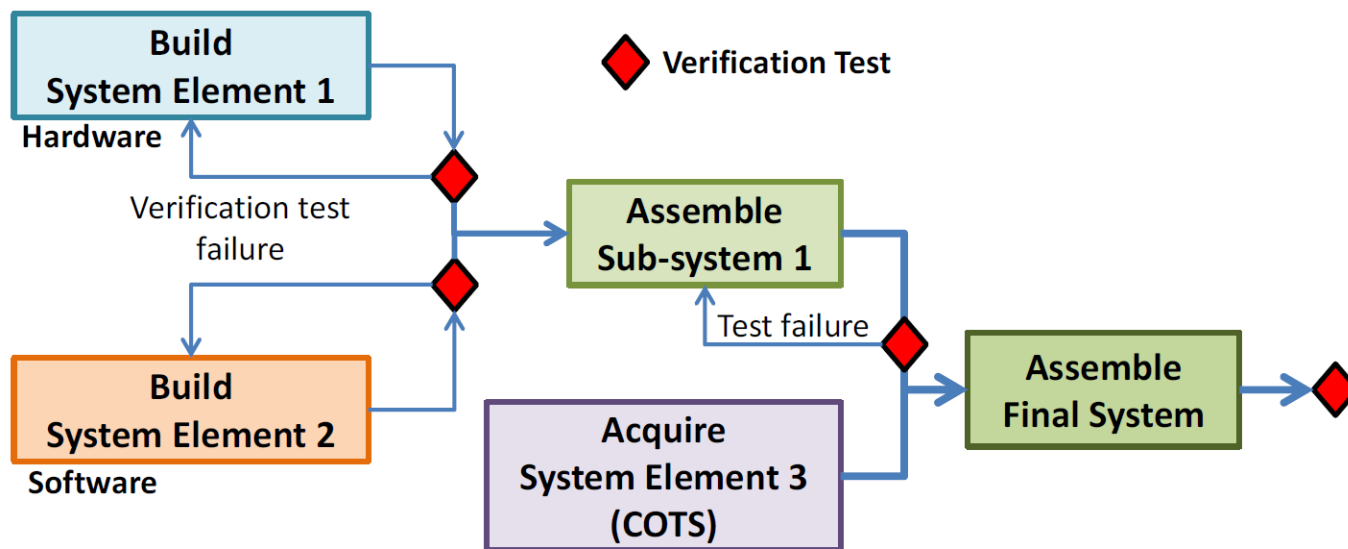 Build
System Element 1
Hardware
Verification Test
Verification test
failure
Assemble
Sub-system 1
Test failure
Build
System Element 2
Software
Acquire
System Element 3
(COTS)
Assemble
Final System